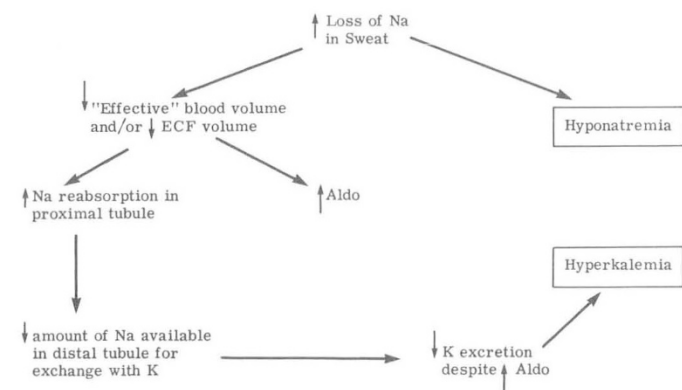 ↑ Loss of Na
in Sweat
↓ "Effective" blood volume
and/or ↓ ECF volume
Hyponatremia
↑ Na reabsorption in
proximal tubule
↑ Aldo
Hyperkalemia
↓ amount of Na available
in distal tubule for
exchange with K
↓ K excretion
despite ↑ Aldo